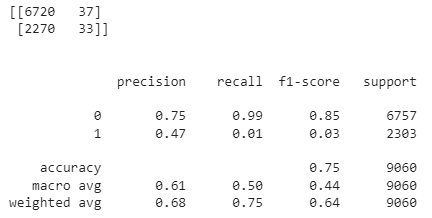 [[6720 37]
[2270 33]]
precision recall f1-score support
0 0.75 0.99 0.85 6757
1 0.47 0.01 0.03 2303
accuracy 0.75 9060
macro avg 0.61 0.50 0.44 9060
weighted avg 0.68 0.75 0.64 9060